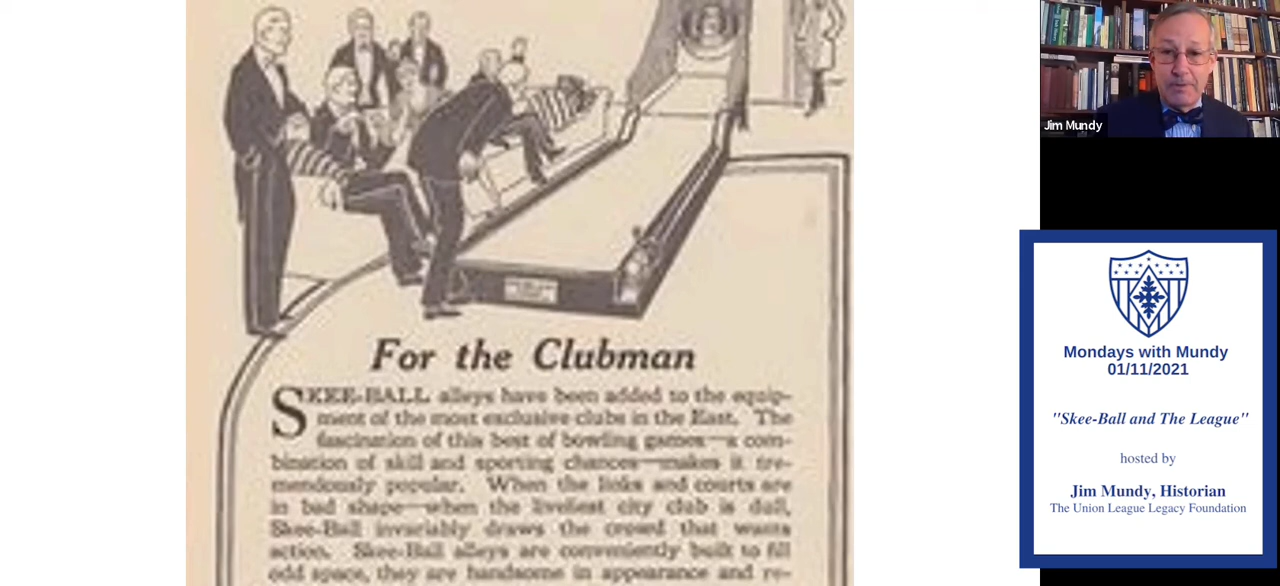 For the Clubman
SKEE-BALL alleys have been added to the equip-
ment of the most exclusive clubs in the East. The
fascination of this best of bowling games—a com-
bination of skill and sporting chances—makes it tre-
mendously popular. When the links and courts are
in bad shape—when the liveliest city club is dull,
Skee-Ball invariably draws the crowd that wants
action. Skee-Ball alleys are conveniently built to fill
odd space, they are handsome in appearance and re-
Jim Mundy
Mondays with Mundy
01/11/2021
"Skee-Ball and The League"
hosted by
Jim Mundy, Historian
The Union League Legacy Foundation